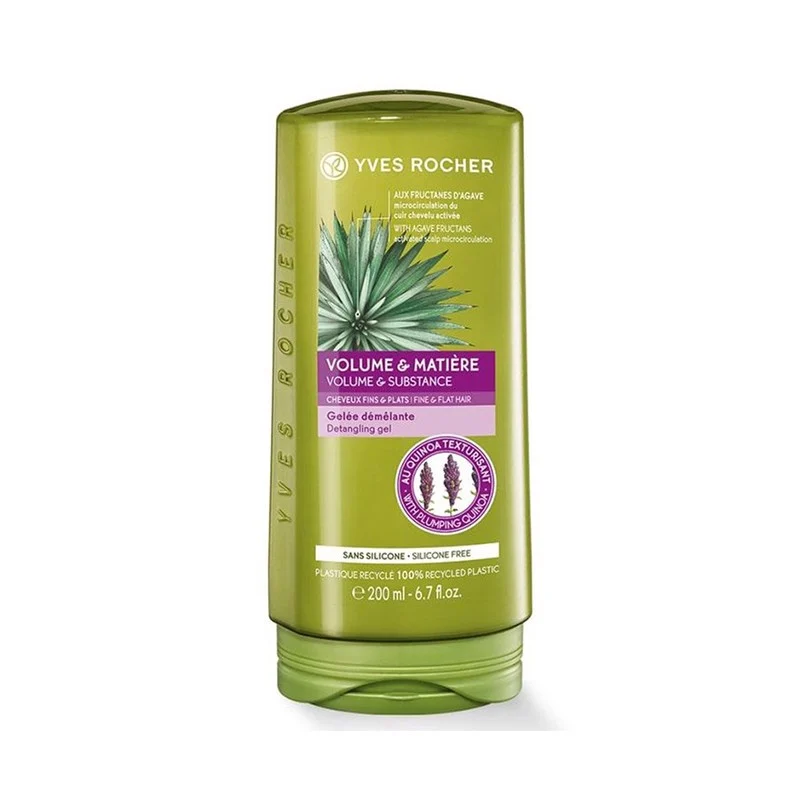 YVES ROCHER
AUX FRUCTANES D'AGAVE
microcirculation du
cuir chevelu activée
WITH AGAVE FRUCTANS
activated scalp microcirculation
YVES ROCHER
VOLUME & MATIÈRE
VOLUME & SUBSTANCE
CHEVEUX FINS & PLATS | FINE & FLAT HAIR
Gelée démêlante
Detangling gel
AU QUINOA TEXTURISANT
WITH PLUMPING QUINOA
SANS SILICONE • SILICONE FREE
PLASTIQUE RECYCLE 100% RECYCLED PLASTIC
℮ 200 ml - 6.7 fl.oz.